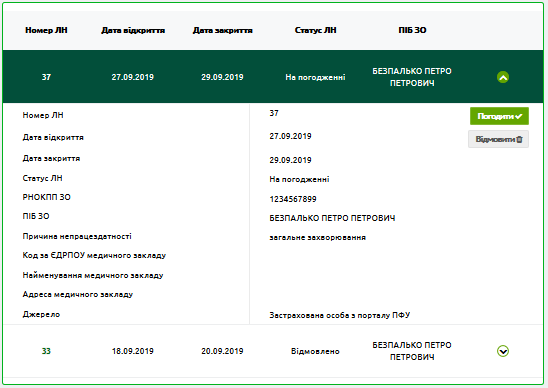 Номер ЛН Дата відкриття Дата закриття Статус ЛН ПІБ ЗО
37 27.09.2019 29.09.2019 На погодженні БЕЗПАЛЬКО ПЕТРО
ПЕТРОВИЧ
Номер ЛН 37 Погодити
Дата відкриття 27.09.2019 Відмовити
Дата закриття 29.09.2019
Статус ЛН На погодженні
РНОКПП ЗО 1234567899
ПІБ ЗО БЕЗПАЛЬКО ПЕТРО ПЕТРОВИЧ
Причина непрацездатності загальне захворювання
Код за ЄДРПОУ медичного закладу
Найменування медичного закладу
Адреса медичного закладу
Джерело Застрахована особа з порталу ПФУ
33 18.09.2019 20.09.2019 Відмовлено БЕЗПАЛЬКО ПЕТРО
ПЕТРОВИЧ